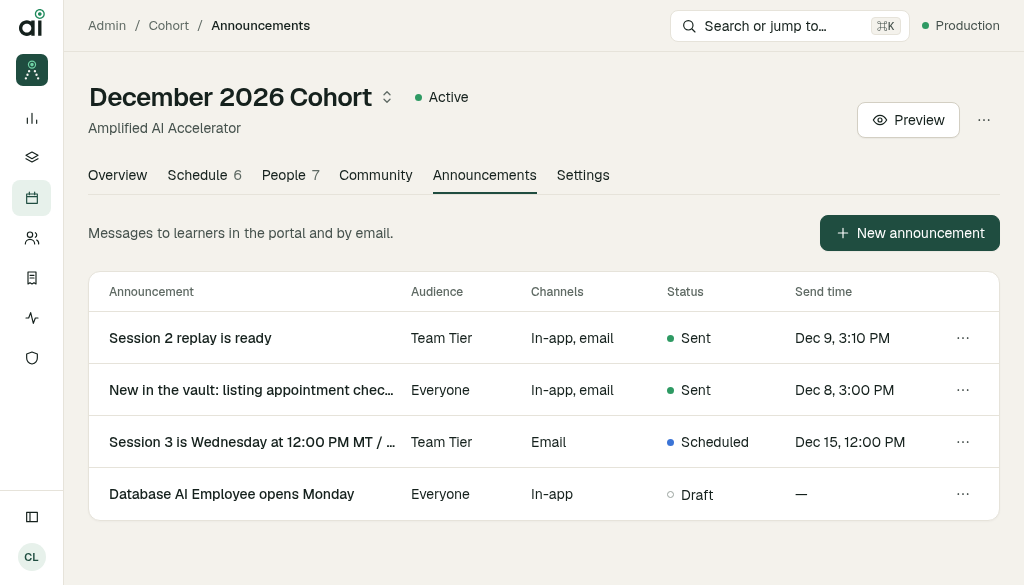 ai
Admin / Cohort / Announcements
Search or jump to…
⌘K
Production
December 2026 Cohort
Active
Amplified AI Accelerator
Preview
Overview
Schedule 6
People 7
Community
Announcements
Settings
Messages to learners in the portal and by email.
New announcement
Announcement Audience Channels Status Send time
Session 2 replay is ready Team Tier In-app, email Sent Dec 9, 3:10 PM
New in the vault: listing appointment chec… Everyone In-app, email Sent Dec 8, 3:00 PM
Session 3 is Wednesday at 12:00 PM MT / … Team Tier Email Scheduled Dec 15, 12:00 PM
Database AI Employee opens Monday Everyone In-app Draft —
CL